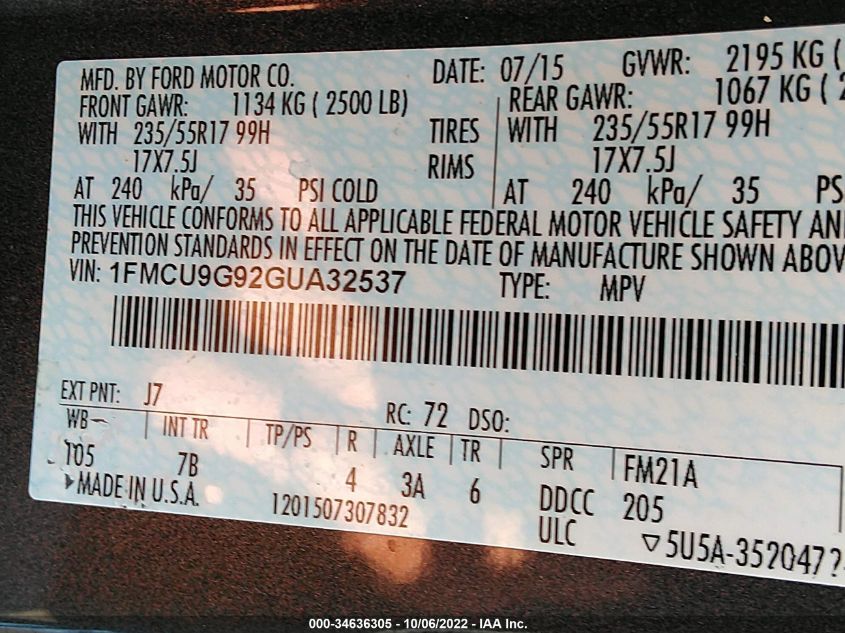 MFD. BY FORD MOTOR CO. DATE: 07/15 GVWR: 2195 KG (
FRONT GAWR: 1134 KG ( 2500 LB) REAR GAWR: 1067 KG ( 2
WITH 235/55R17 99H TIRES WITH 235/55R17 99H
17X7.5J RIMS 17X7.5J
AT 240 kPa/ 35 PSI COLD AT 240 kPa/ 35 PS
THIS VEHICLE CONFORMS TO ALL APPLICABLE FEDERAL MOTOR VEHICLE SAFETY AND
PREVENTION STANDARDS IN EFFECT ON THE DATE OF MANUFACTURE SHOWN ABOV
VIN: 1FMCU9G92GUA32537 TYPE: MPV
EXT PNT: J7 RC: 72 DSO:
WB INT TR TP/PS R AXLE TR SPR FM21A
105 7B 4 3A 6 DDCC 205
MADE IN U.S.A. 1201507307832 ULC ▽5U5A-352047
000-34636305 - 10/06/2022 - IAA Inc.